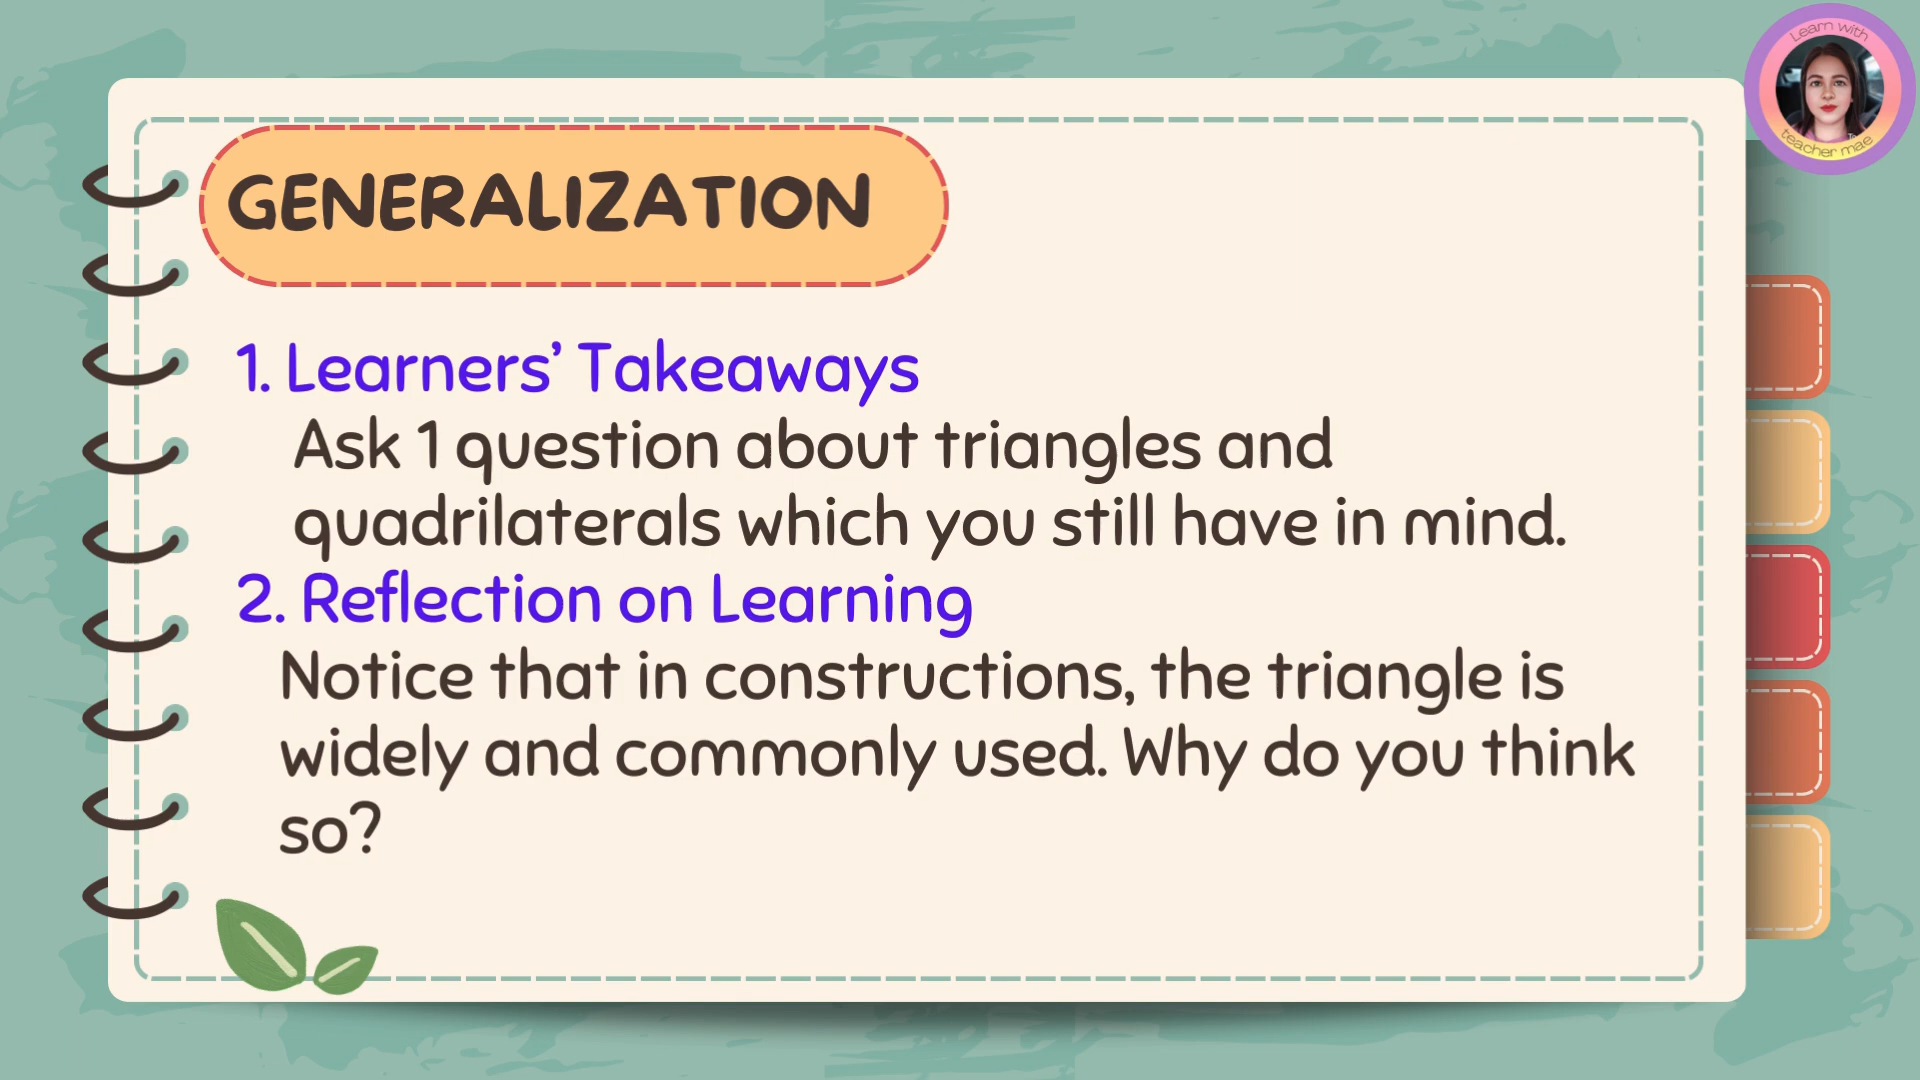 Learn with
teacher mae
GENERALIZATION
1. Learners’ Takeaways
Ask 1 question about triangles and
quadrilaterals which you still have in mind.
2. Reflection on Learning
Notice that in constructions, the triangle is
widely and commonly used. Why do you think
so?